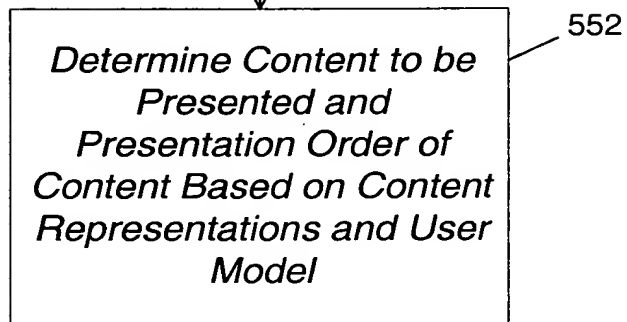 552
Determine Content to be
Presented and
Presentation Order of
Content Based on Content
Representations and User
Model